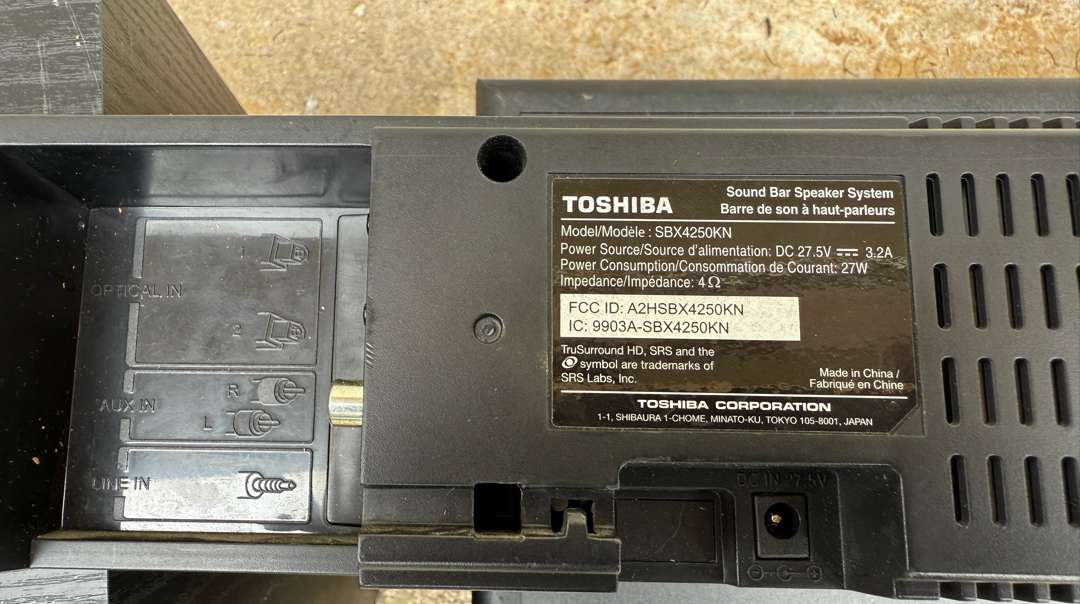 TOSHIBA
Sound Bar Speaker System
Barre de son à haut-parleurs
Model/Modèle : SBX4250KN
Power Source/Source d'alimentation: DC 27.5V ⎓ 3.2A
Power Consumption/Consommation de Courant: 27W
Impedance/Impédance: 4Ω
FCC ID: A2HSBX4250KN
IC: 9903A-SBX4250KN
TruSurround HD, SRS and the
symbol are trademarks of
SRS Labs, Inc.
Made in China /
Fabriqué en Chine
TOSHIBA CORPORATION
1-1, SHIBAURA 1-CHOME, MINATO-KU, TOKYO 105-8001, JAPAN
1
OPTICAL IN
2
R
AUX IN
L
LINE IN
DC IN 27.5V